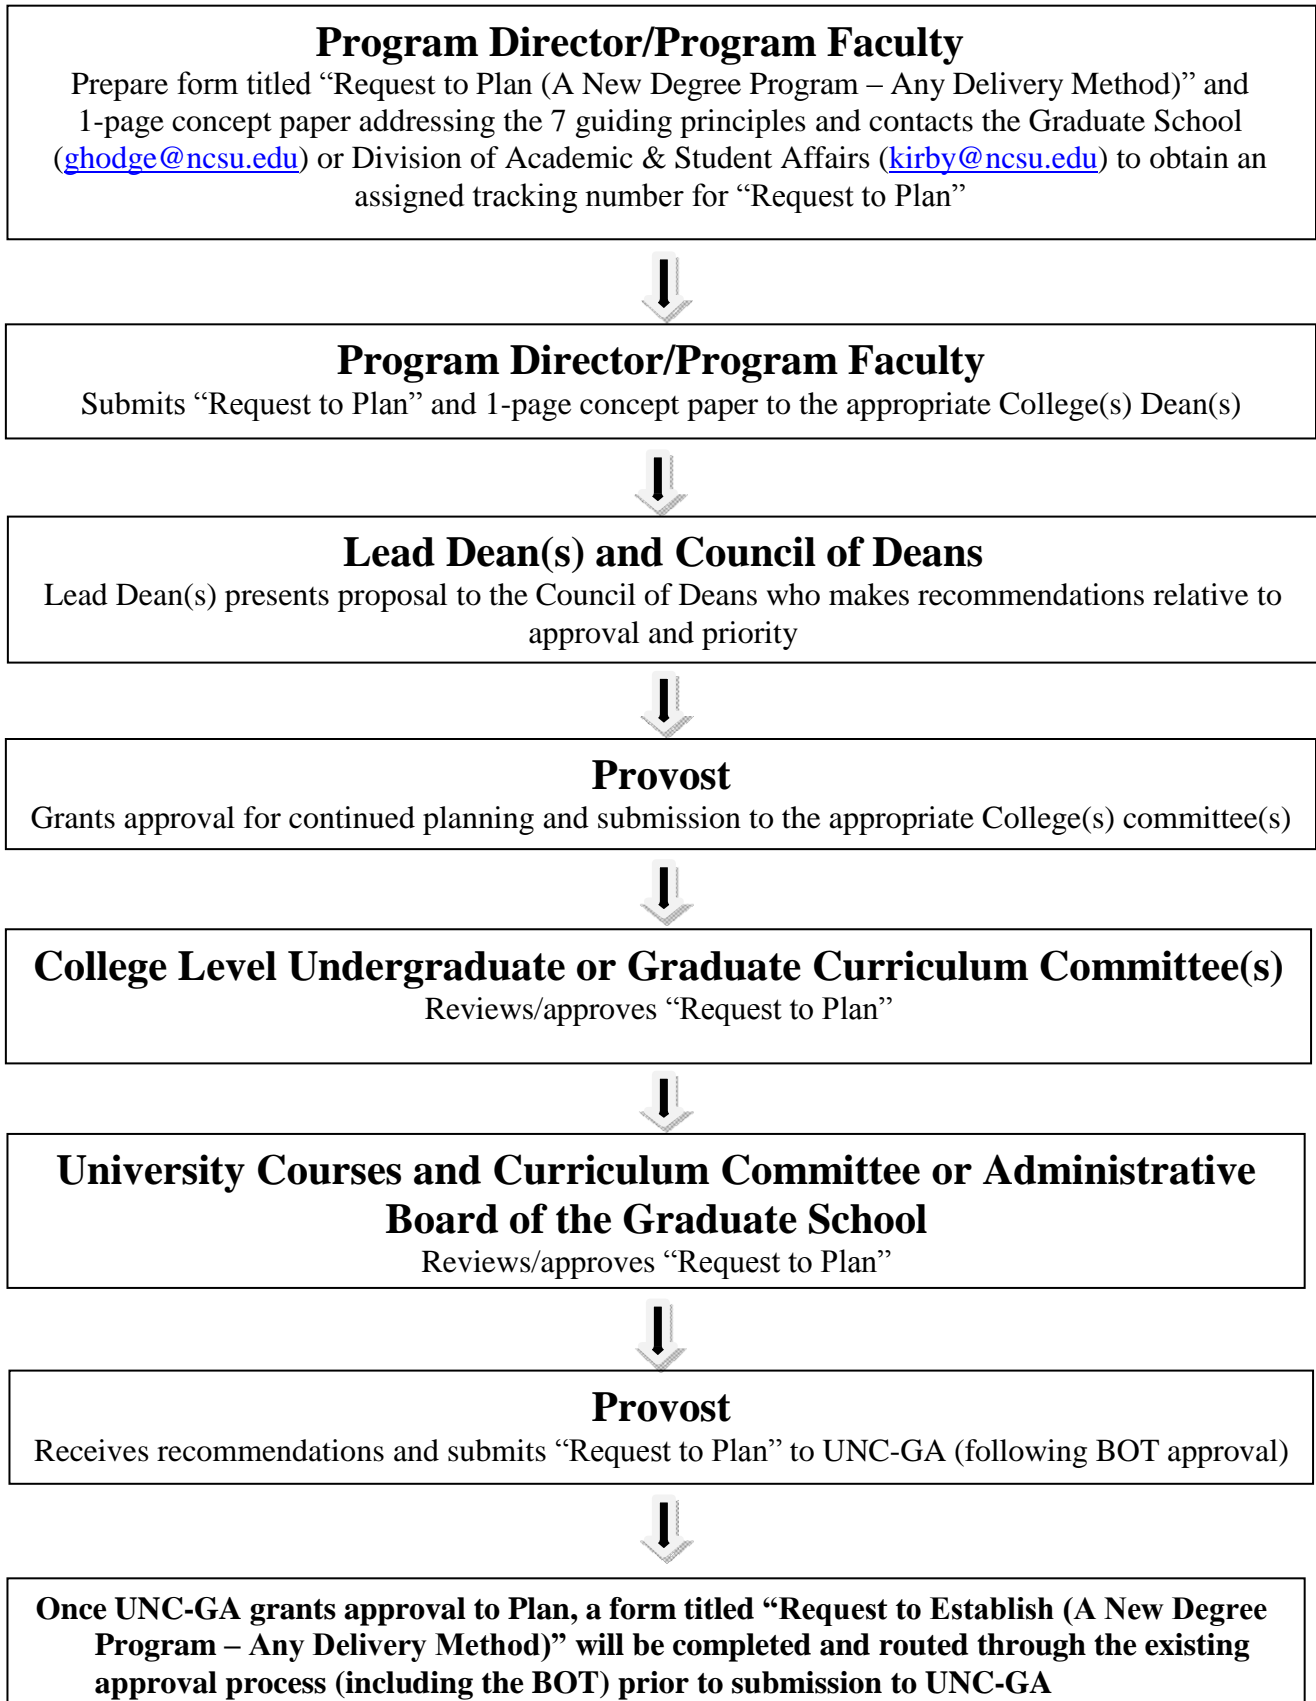 Program Director/Program Faculty
Prepare form titled “Request to Plan (A New Degree Program – Any Delivery Method)” and
1-page concept paper addressing the 7 guiding principles and contacts the Graduate School
(ghodge@ncsu.edu) or Division of Academic & Student Affairs (kirby@ncsu.edu) to obtain an
assigned tracking number for “Request to Plan”
Program Director/Program Faculty
Submits “Request to Plan” and 1-page concept paper to the appropriate College(s) Dean(s)
Lead Dean(s) and Council of Deans
Lead Dean(s) presents proposal to the Council of Deans who makes recommendations relative to
approval and priority
Provost
Grants approval for continued planning and submission to the appropriate College(s) committee(s)
College Level Undergraduate or Graduate Curriculum Committee(s)
Reviews/approves “Request to Plan”
University Courses and Curriculum Committee or Administrative
Board of the Graduate School
Reviews/approves “Request to Plan”
Provost
Receives recommendations and submits “Request to Plan” to UNC-GA (following BOT approval)
Once UNC-GA grants approval to Plan, a form titled “Request to Establish (A New Degree
Program – Any Delivery Method)” will be completed and routed through the existing
approval process (including the BOT) prior to submission to UNC-GA